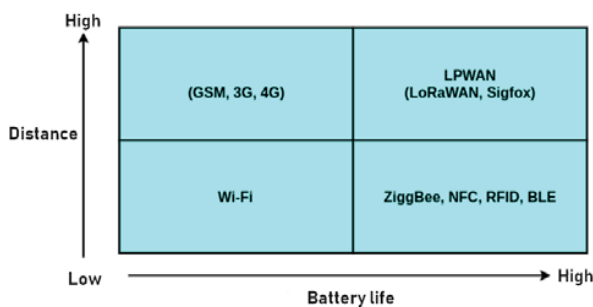 High
LPWAN
(GSM, 3G, 4G)
(LoRaWAN, Sigfox)
Distance
Wi-Fi
ZiggBee, NFC, RFID, BLE
Low
High
Battery life